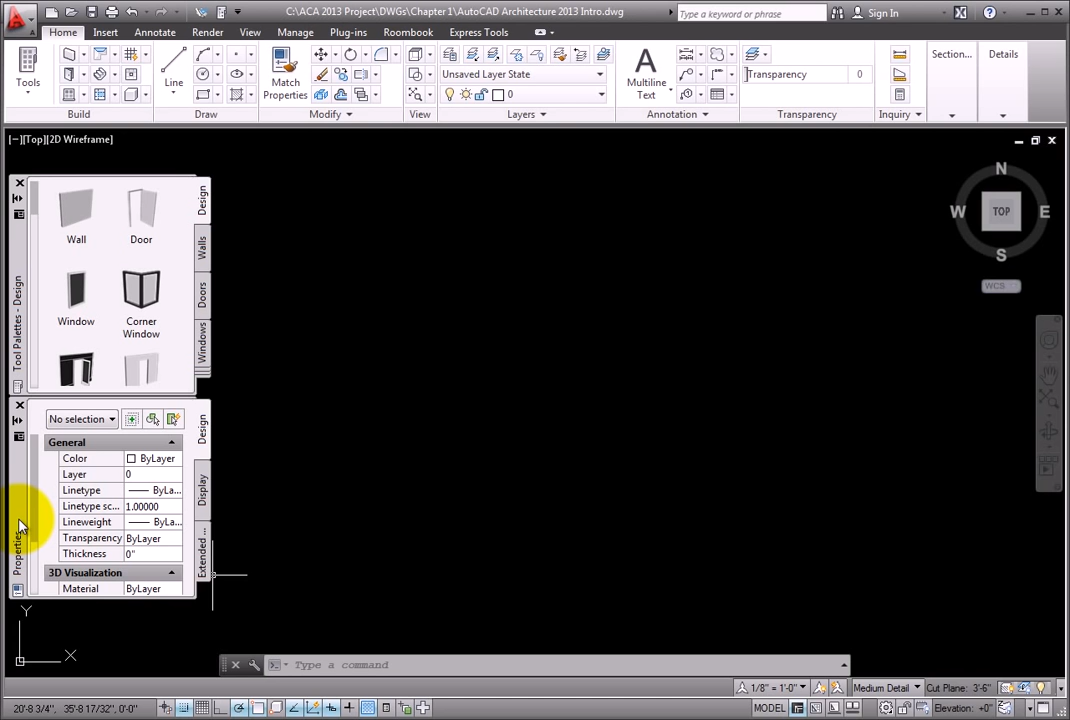 C:\ACA 2013 Project\DWGs\Chapter 1\AutoCAD Architecture 2013 Intro.dwg
Type a keyword or phrase
Sign In
Home Insert Annotate Render View Manage Plug-ins Roombook Express Tools
Tools
Line
Match Properties
Unsaved Layer State
0
Multiline Text
Transparency 0
Section...
Details
Build Draw Modify View Layers Annotation Transparency Inquiry
[−][Top][2D Wireframe]
N
W TOP E
S
WCS
Tool Palettes - Design
Design
Walls
Doors
Windows
Wall Door
Window Corner Window
Properties
No selection
Design
Display
Extended ...
General
Color ByLayer
Layer 0
Linetype ByLa...
Linetype sc... 1.00000
Lineweight ByLa...
Transparency ByLayer
Thickness 0"
3D Visualization
Material ByLayer
Y
X
Type a command
1/8" = 1'-0" Medium Detail Cut Plane: 3'-6"
20'-8 3/4", 35'-8 17/32", 0'-0" MODEL Elevation: +0"